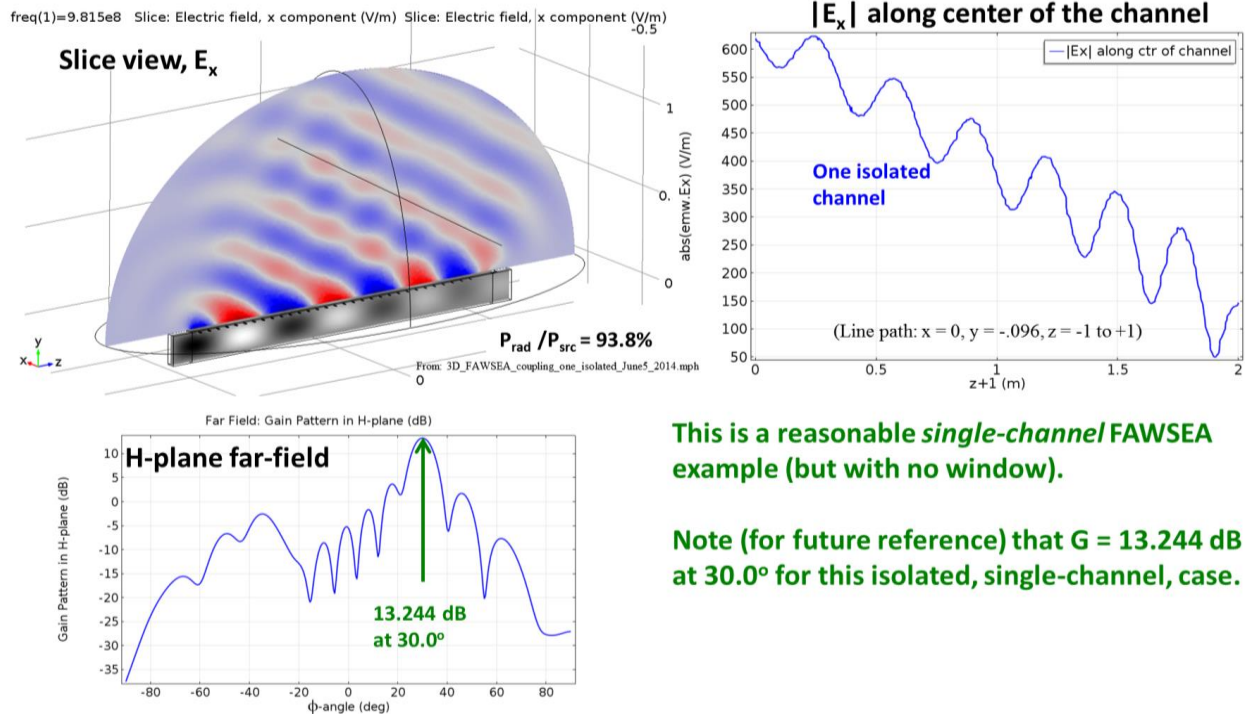 freq(1)=9.815e8   Slice: Electric field, x component (V/m)  Slice: Electric field, x component (V/m)
-0.5
Slice view, Eₓ
1
0.
0
y
x
z
Prad /Psrc = 93.8%
From: 3D_FAWSEA_coupling_one_isolated_June5_2014.mph
0
|Eₓ| along center of the channel
|Ex| along ctr of channel
abs(emw.Ex) (V/m)
600
550
500
450
400
350
300
250
200
150
100
50
One isolated
channel
(Line path: x = 0, y = -.096, z = -1 to +1)
0 0.5 1 1.5 2
z+1 (m)
Far Field: Gain Pattern in H-plane (dB)
H-plane far-field
Gain Pattern in H-plane (dB)
10
5
0
-5
-10
-15
-20
-25
-30
-35
13.244 dB
at 30.0º
-80 -60 -40 -20 0 20 40 60 80
ϕ-angle (deg)
This is a reasonable single-channel FAWSEA
example (but with no window).
Note (for future reference) that G = 13.244 dB
at 30.0º for this isolated, single-channel, case.